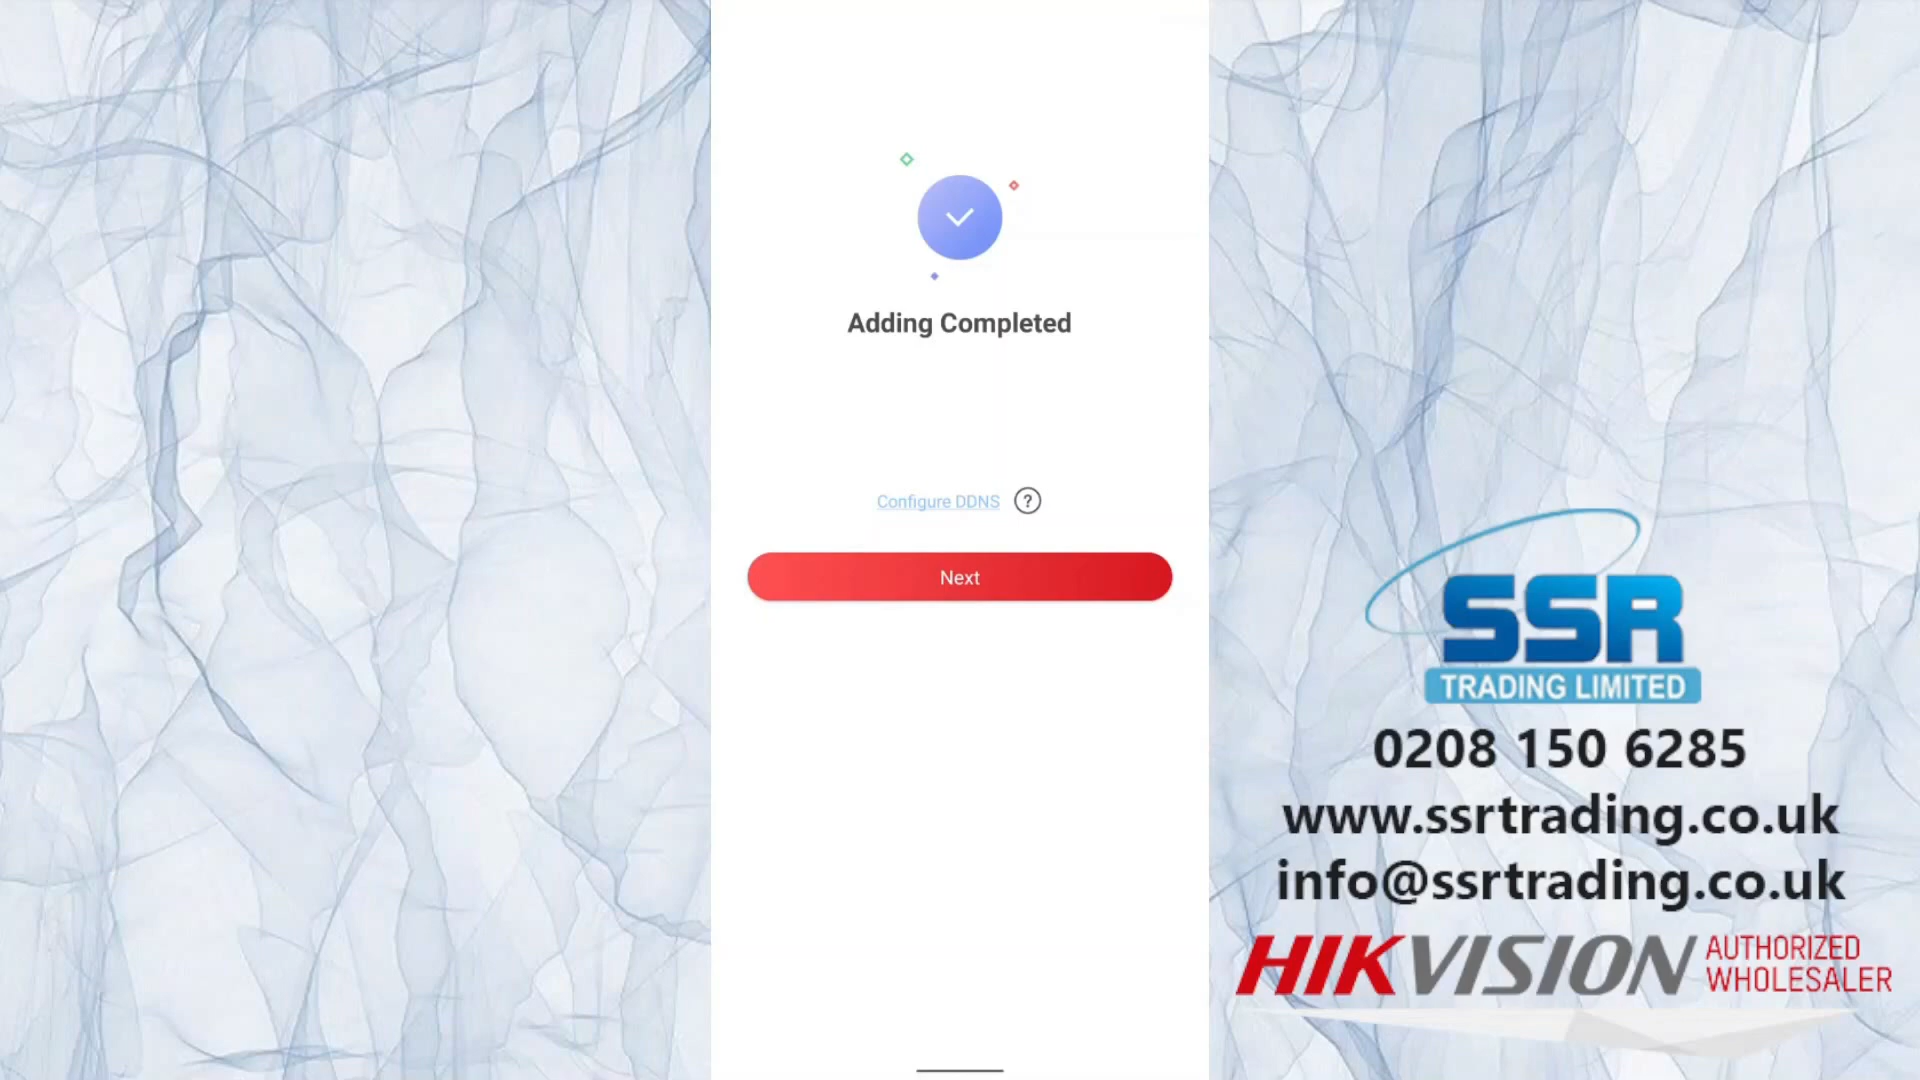 Adding Completed
Configure DDNS ?
Next
SSR
TRADING LIMITED
0208 150 6285
www.ssrtrading.co.uk
info@ssrtrading.co.uk
HIKVISION AUTHORIZED
WHOLESALER